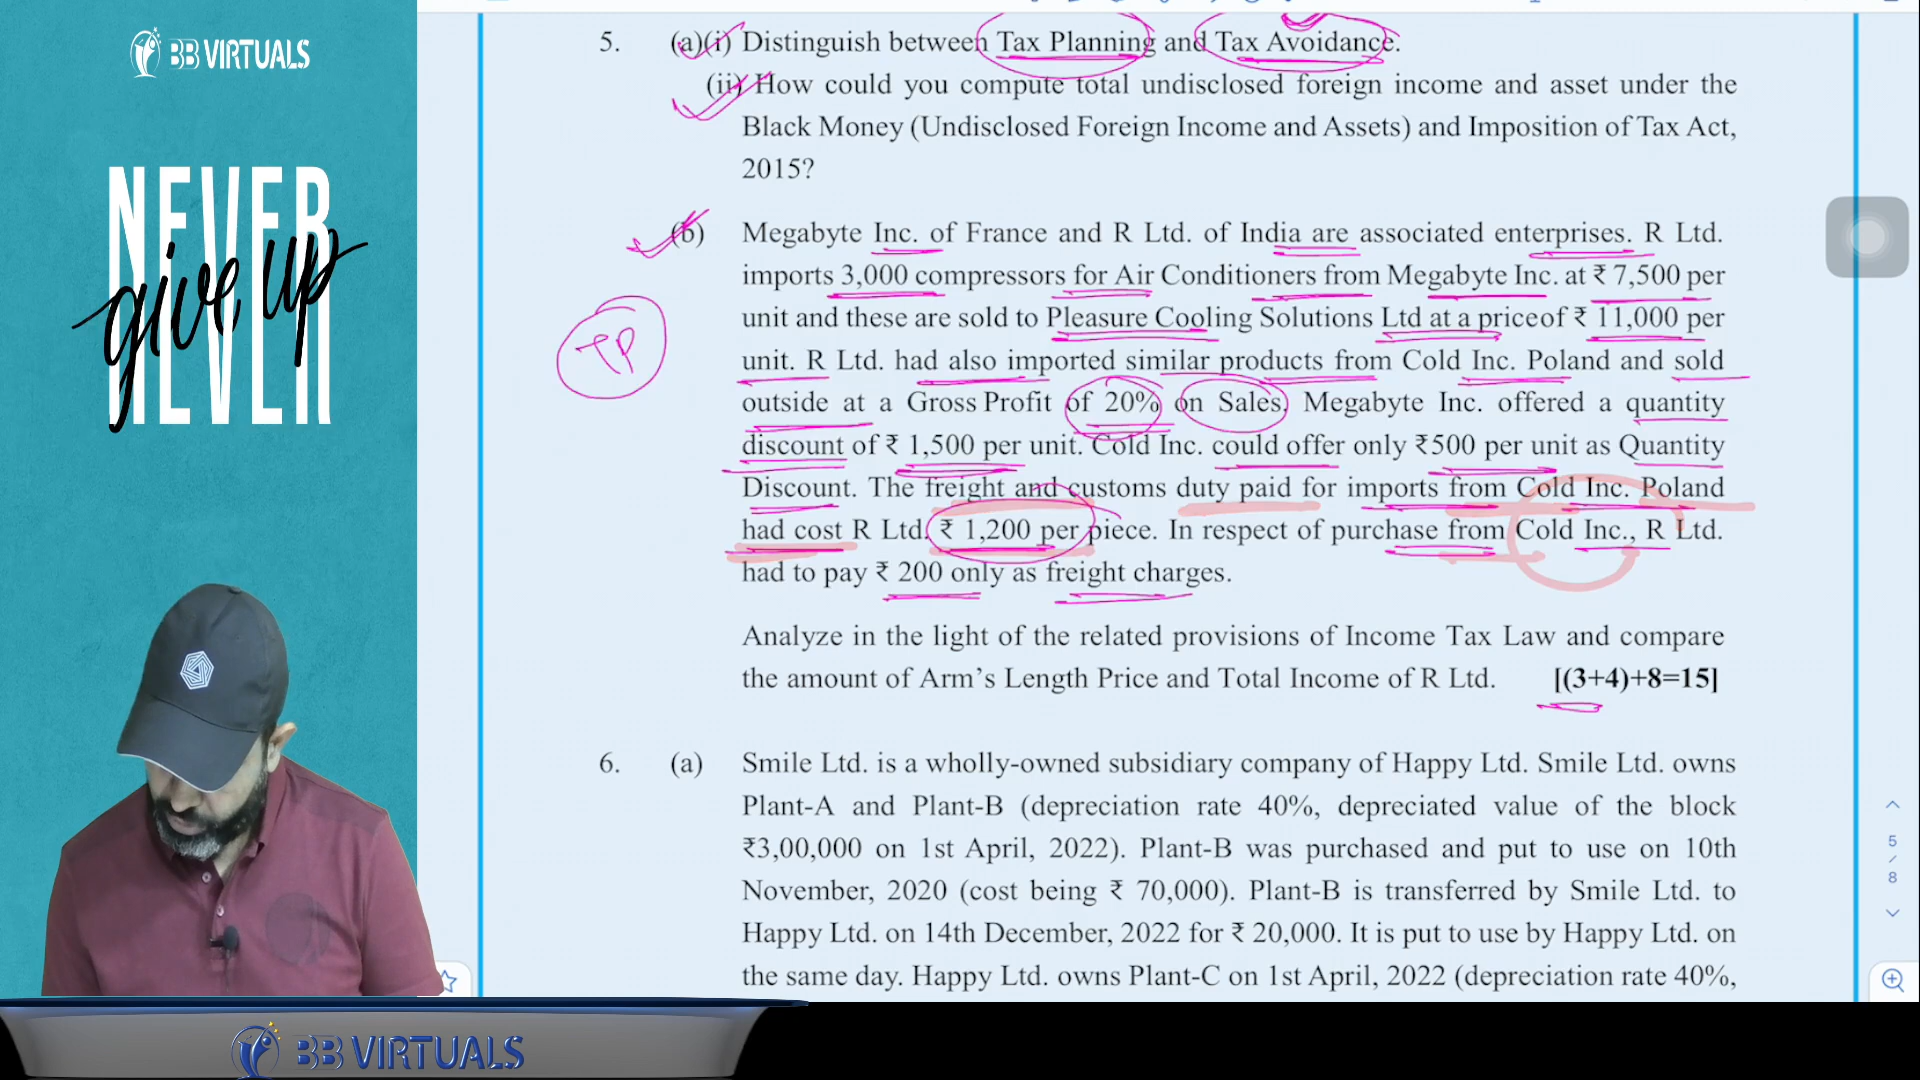 BB VIRTUALS
NEVER
give up
NEVER
5. (a)(i) Distinguish between Tax Planning and Tax Avoidance.
(ii) How could you compute total undisclosed foreign income and asset under the
Black Money (Undisclosed Foreign Income and Assets) and Imposition of Tax Act,
2015?
(b) Megabyte Inc. of France and R Ltd. of India are associated enterprises. R Ltd.
imports 3,000 compressors for Air Conditioners from Megabyte Inc. at ₹ 7,500 per
unit and these are sold to Pleasure Cooling Solutions Ltd at a priceof ₹ 11,000 per
unit. R Ltd. had also imported similar products from Cold Inc. Poland and sold
outside at a Gross Profit of 20% on Sales. Megabyte Inc. offered a quantity
discount of ₹ 1,500 per unit. Cold Inc. could offer only ₹500 per unit as Quantity
Discount. The freight and customs duty paid for imports from Cold Inc. Poland
had cost R Ltd. ₹ 1,200 per piece. In respect of purchase from Cold Inc., R Ltd.
had to pay ₹ 200 only as freight charges.
TP
Analyze in the light of the related provisions of Income Tax Law and compare
the amount of Arm's Length Price and Total Income of R Ltd. [(3+4)+8=15]
6. (a) Smile Ltd. is a wholly-owned subsidiary company of Happy Ltd. Smile Ltd. owns
Plant-A and Plant-B (depreciation rate 40%, depreciated value of the block
₹3,00,000 on 1st April, 2022). Plant-B was purchased and put to use on 10th
November, 2020 (cost being ₹ 70,000). Plant-B is transferred by Smile Ltd. to
Happy Ltd. on 14th December, 2022 for ₹ 20,000. It is put to use by Happy Ltd. on
the same day. Happy Ltd. owns Plant-C on 1st April, 2022 (depreciation rate 40%,
5
/
8
BB VIRTUALS